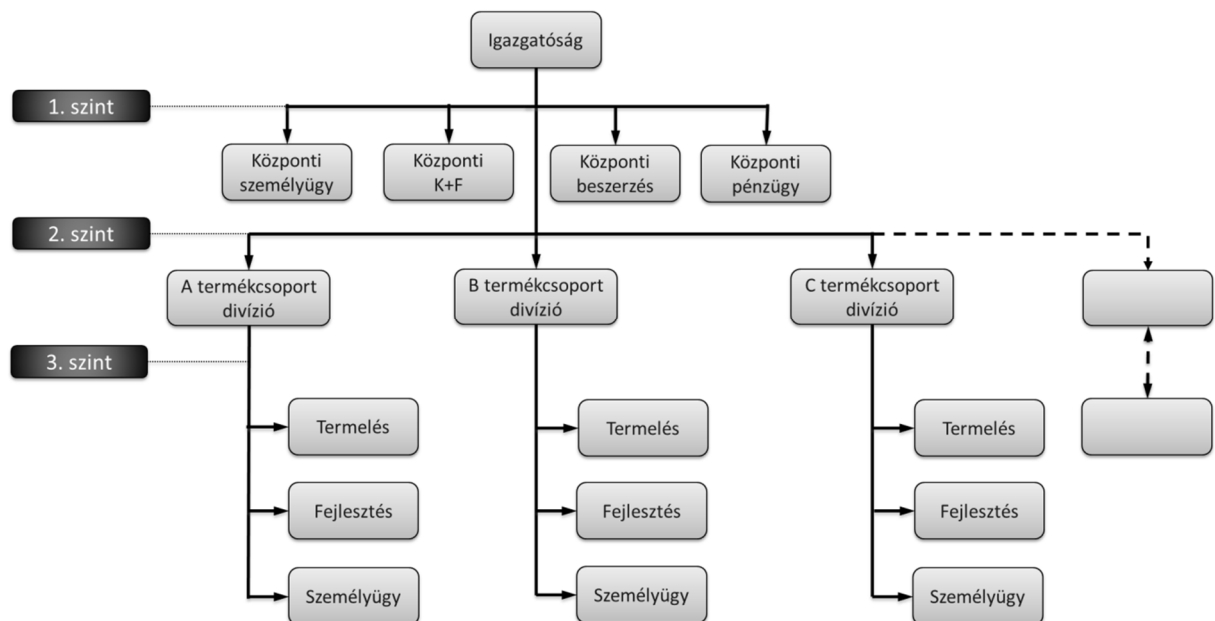 Igazgatóság
1. szint
Központi
személyügy
Központi
K+F
Központi
beszerzés
Központi
pénzügy
2. szint
A termékcsoport
divízió
B termékcsoport
divízió
C termékcsoport
divízió
3. szint
Termelés
Termelés
Termelés
Fejlesztés
Fejlesztés
Fejlesztés
Személyügy
Személyügy
Személyügy